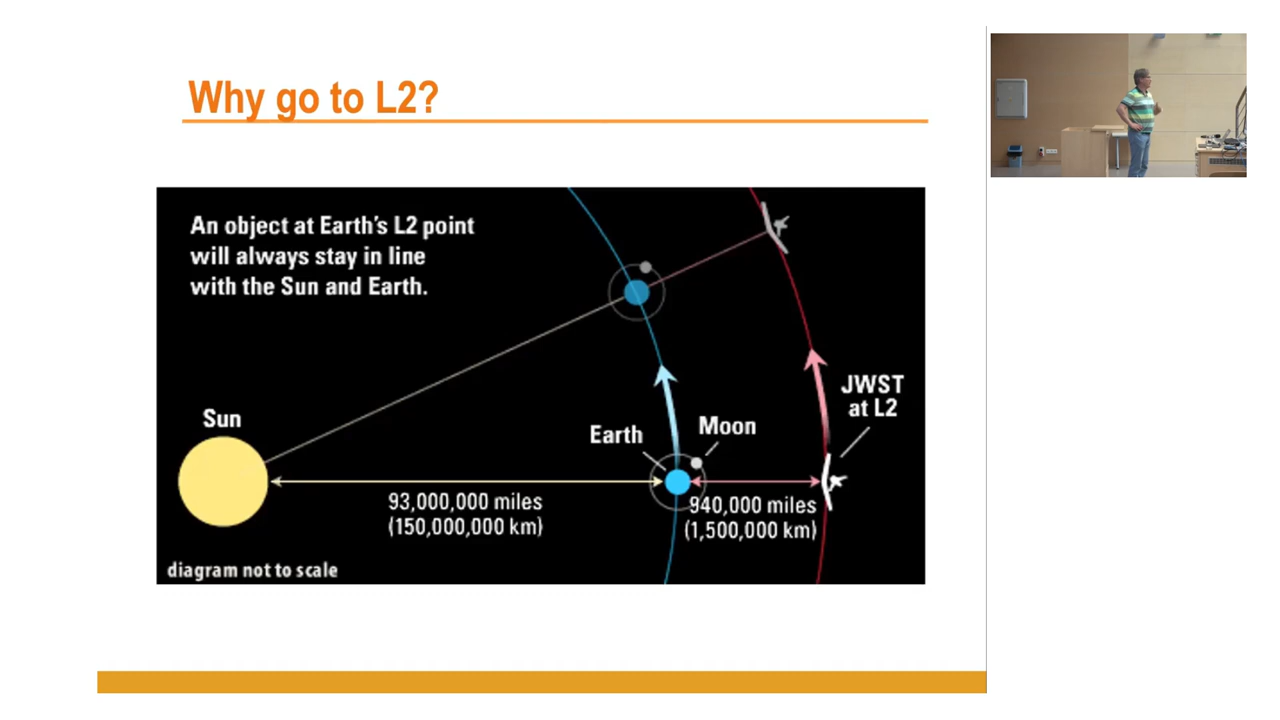 Why go to L2?
An object at Earth's L2 point
will always stay in line
with the Sun and Earth.
Sun
Earth
Moon
JWST
at L2
93,000,000 miles
(150,000,000 km)
940,000 miles
(1,500,000 km)
diagram not to scale